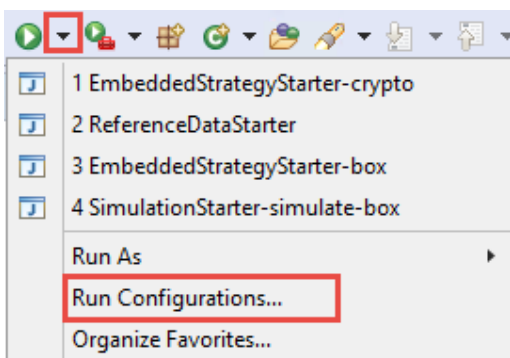 1 EmbeddedStrategyStarter-crypto
2 ReferenceDataStarter
3 EmbeddedStrategyStarter-box
4 SimulationStarter-simulate-box
Run As
Run Configurations...
Organize Favorites...